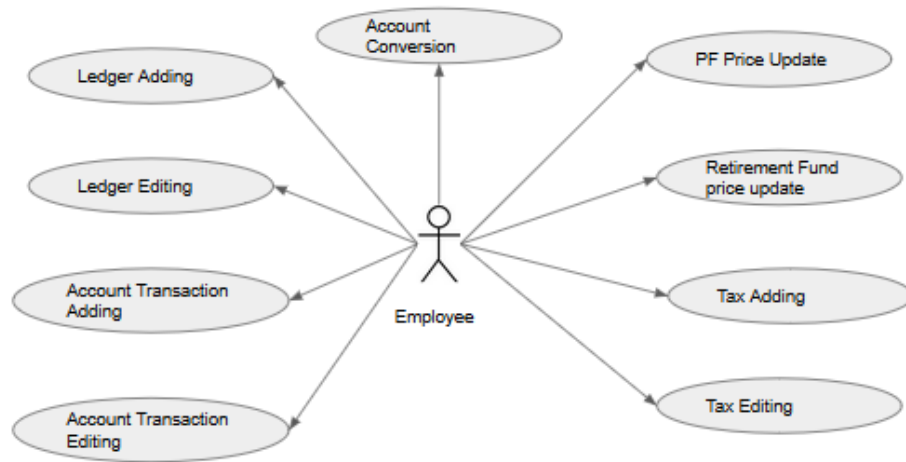 Account
Conversion
Ledger Adding
PF Price Update
Ledger Editing
Retirement Fund
price update
Account Transaction
Adding
Employee
Tax Adding
Account Transaction
Editing
Tax Editing